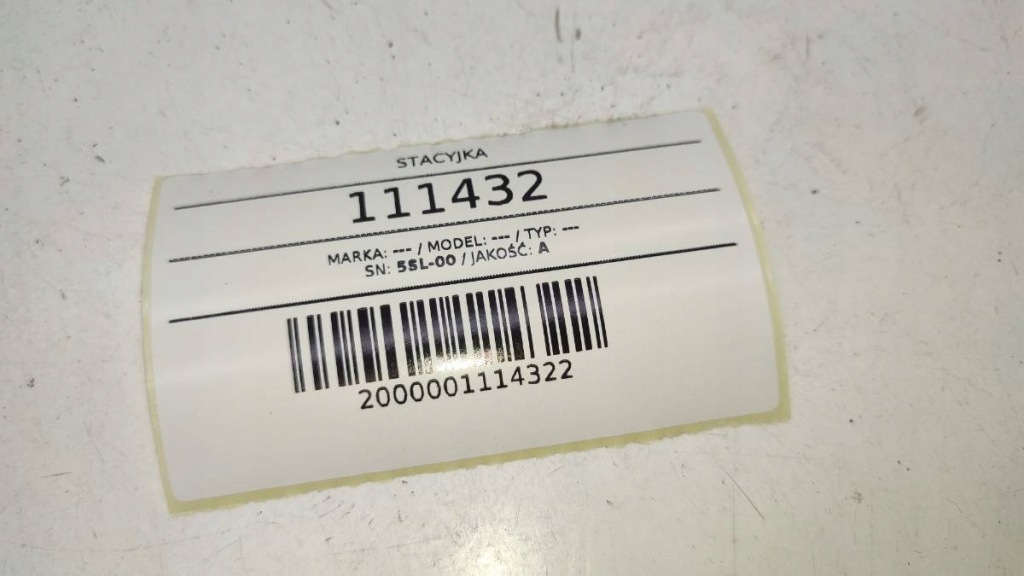 STACYJKA
111432
MARKA: --- / MODEL: --- / TYP: ---
SN: 5SL-00 / JAKOŚĆ: A
2000001114322